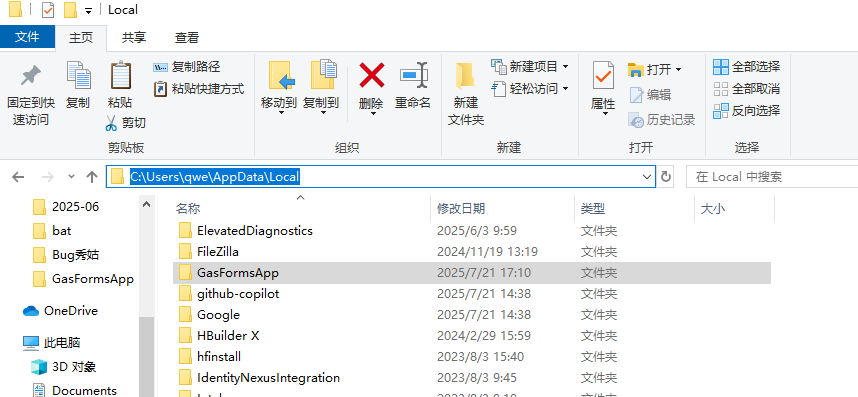 Local
文件
主页
共享
查看
固定到快速访问
复制
粘贴
复制路径
粘贴快捷方式
剪切
剪贴板
移动到
复制到
删除
重命名
组织
新建
文件夹
新建项目
轻松访问
新建
属性
打开
编辑
历史记录
打开
全部选择
全部取消
反向选择
选择
C:\Users\qwe\AppData\Local
在 Local 中搜索
2025-06
bat
Bug秀姑
GasFormsApp
OneDrive
此电脑
3D 对象
Documents
名称 修改日期 类型 大小
ElevatedDiagnostics 2025/6/3 9:59 文件夹
FileZilla 2024/11/19 13:19 文件夹
GasFormsApp 2025/7/21 17:10 文件夹
github-copilot 2025/7/21 14:38 文件夹
Google 2025/7/21 14:38 文件夹
HBuilder X 2024/2/29 15:59 文件夹
hfinstall 2023/8/3 15:40 文件夹
IdentityNexusIntegration 2023/8/3 9:45 文件夹